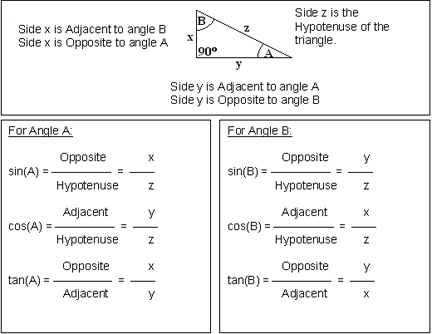 Side x is Adjacent to angle B
Side x is Opposite to angle A
B
x
z
90º
A
y
Side z is the
Hypotenuse of the
triangle.
Side y is Adjacent to angle A
Side y is Opposite to angle B
For Angle A:
sin(A) = Opposite / Hypotenuse = x / z
cos(A) = Adjacent / Hypotenuse = y / z
tan(A) = Opposite / Adjacent = x / y
For Angle B:
sin(B) = Opposite / Hypotenuse = y / z
cos(B) = Adjacent / Hypotenuse = x / z
tan(B) = Opposite / Adjacent = y / x